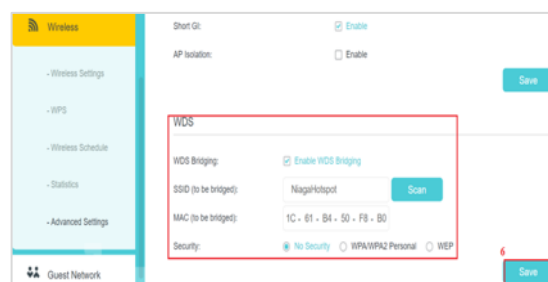 Wireless
- Wireless Settings
- WPS
- Wireless Schedule
- Statistics
- Advanced Settings
Guest Network
Short GI: Enable
AP Isolation: Enable
Save
WDS
WDS Bridging: Enable WDS Bridging
SSID (to be bridged): NiagaHotspot Scan
MAC (to be bridged): 1C - 61 - B4 - 50 - F8 - B0
Security: No Security WPA/WPA2 Personal WEP
6
Save